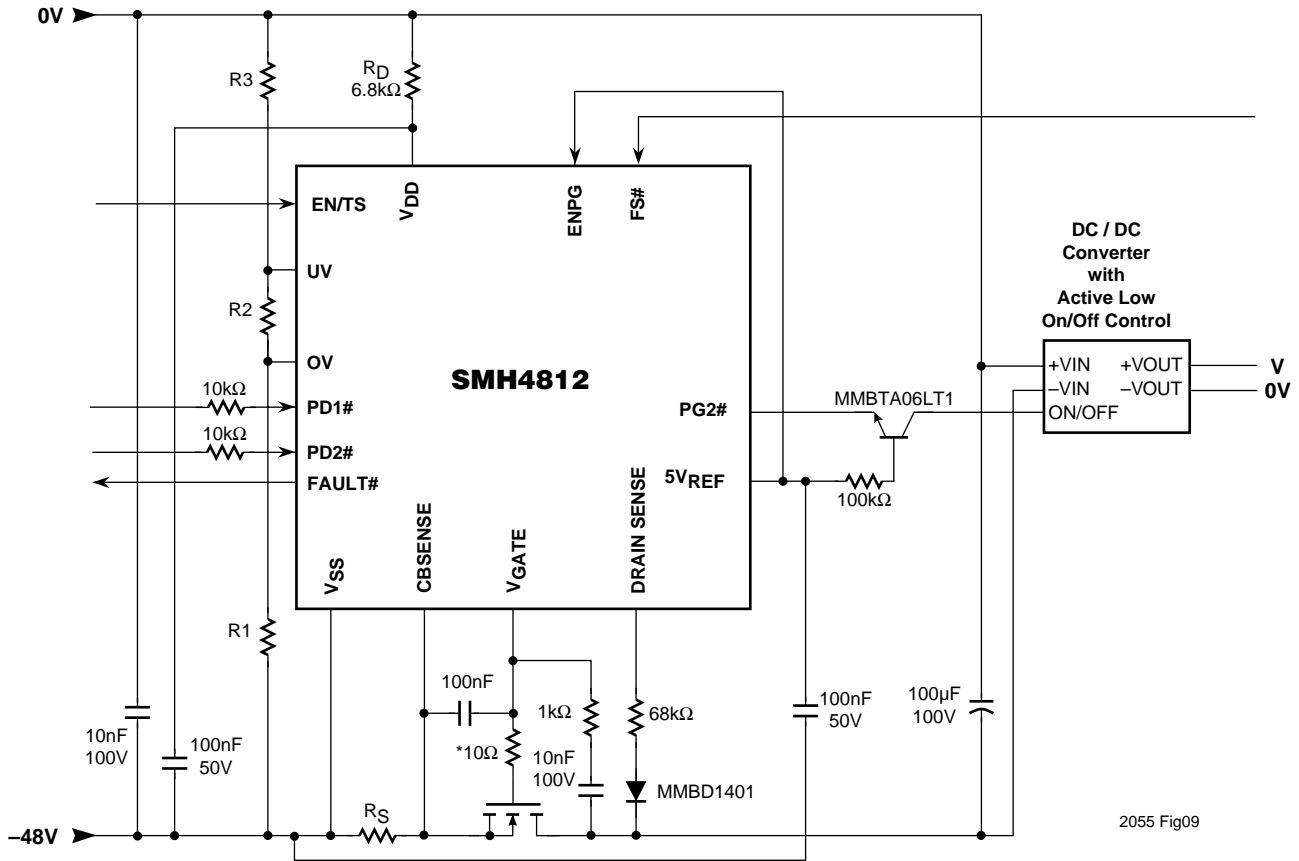 0V
R3
RD
6.8kΩ
EN/TS
VDD
ENPG
FS#
UV
R2
OV
SMH4812
10kΩ
PD1#
10kΩ
PD2#
FAULT#
PG2#
MMBTA06LT1
5VREF
100kΩ
DC / DC
Converter
with
Active Low
On/Off Control
+VIN +VOUT
–VIN –VOUT
ON/OFF
V
0V
VSS
CBSENSE
VGATE
DRAIN SENSE
R1
100nF
1kΩ
68kΩ
*10Ω
10nF
100V
MMBD1401
100nF
50V
100µF
100V
10nF
100V
100nF
50V
RS
–48V
2055 Fig09